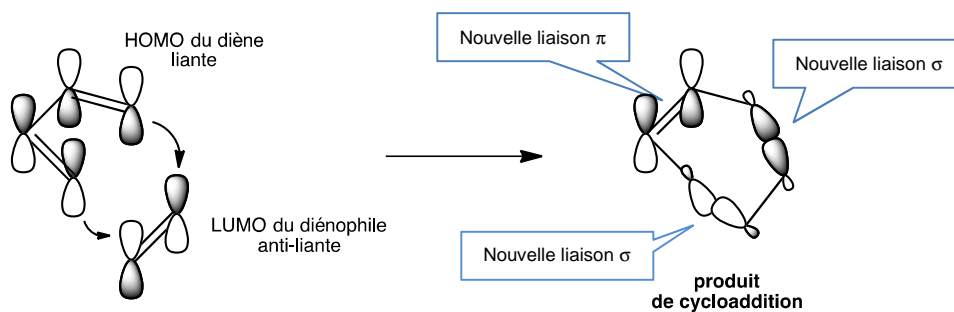 HOMO du diène
liante
LUMO du diénophile
anti-liante
Nouvelle liaison π
Nouvelle liaison σ
Nouvelle liaison σ
produit
de cycloaddition